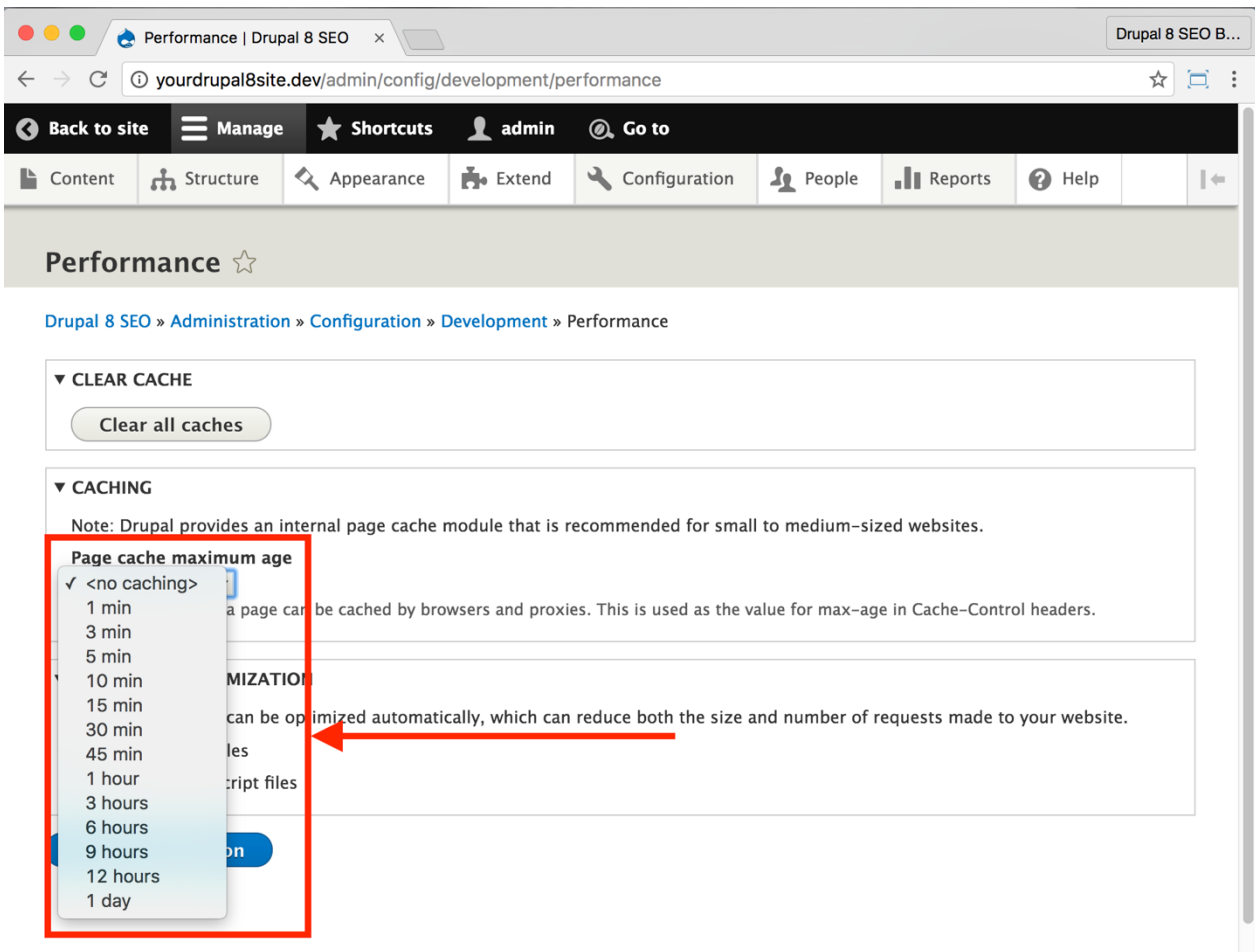 Performance | Drupal 8 SEO ×
Drupal 8 SEO B...
yourdrupal8site.dev/admin/config/development/performance
Back to site Manage Shortcuts admin Go to
Content Structure Appearance Extend Configuration People Reports Help
Performance
Drupal 8 SEO » Administration » Configuration » Development » Performance
▼ CLEAR CACHE
Clear all caches
▼ CACHING
Note: Drupal provides an internal page cache module that is recommended for small to medium-sized websites.
Page cache maximum age
✓ <no caching>
1 min
a page can be cached by browsers and proxies. This is used as the value for max-age in Cache-Control headers.
3 min
5 min
10 min
MIZATION
15 min
can be optimized automatically, which can reduce both the size and number of requests made to your website.
30 min
45 min
les
1 hour
cript files
3 hours
6 hours
9 hours
on
12 hours
1 day